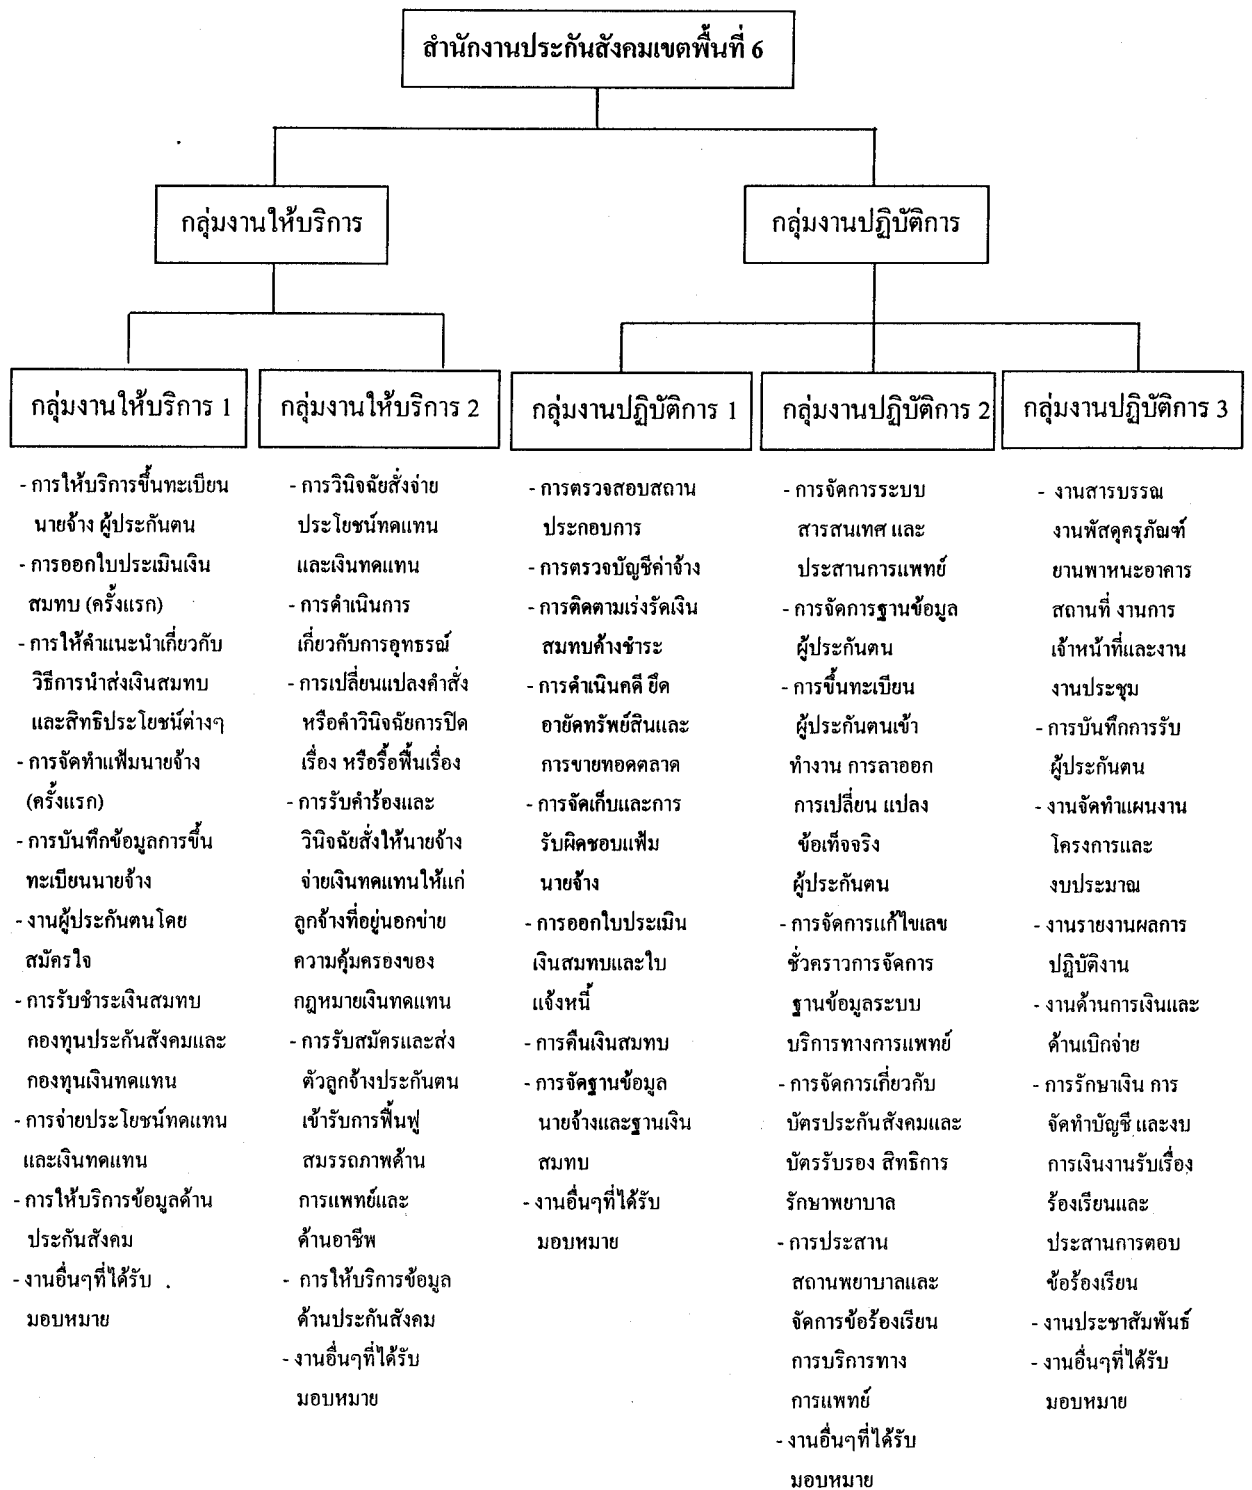 สำนักงานประกันสังคมเขตพื้นที่ 6
กลุ่มงานให้บริการ
กลุ่มงานปฏิบัติการ
กลุ่มงานให้บริการ 1
กลุ่มงานให้บริการ 2
กลุ่มงานปฏิบัติการ 1
กลุ่มงานปฏิบัติการ 2
กลุ่มงานปฏิบัติการ 3
- การให้บริการขึ้นทะเบียน
นายจ้าง ผู้ประกันตน
- การออกใบประเมินเงิน
สมทบ (ครั้งแรก)
- การให้คำแนะนำเกี่ยวกับ
วิธีการนำส่งเงินสมทบ
และสิทธิประโยชน์ต่างๆ
- การจัดทำแฟ้มนายจ้าง
(ครั้งแรก)
- การบันทึกข้อมูลการขึ้น
ทะเบียนนายจ้าง
- งานผู้ประกันตนโดย
สมัครใจ
- การรับชำระเงินสมทบ
กองทุนประกันสังคมและ
กองทุนเงินทดแทน
- การจ่ายประโยชน์ทดแทน
และเงินทดแทน
- การให้บริการข้อมูลด้าน
ประกันสังคม
- งานอื่นๆที่ได้รับ
มอบหมาย
- การวินิจฉัยสั่งจ่าย
ประโยชน์ทดแทน
และเงินทดแทน
- การดำเนินการ
เกี่ยวกับการอุทธรณ์
- การเปลี่ยนแปลงคำสั่ง
หรือคำวินิจฉัยการปิด
เรื่อง หรือรื้อฟื้นเรื่อง
- การรับคำร้องและ
วินิจฉัยสั่งให้นายจ้าง
จ่ายเงินทดแทนให้แก่
ลูกจ้างที่อยู่นอกข่าย
ความคุ้มครองของ
กฎหมายเงินทดแทน
- การรับสมัครและส่ง
ตัวลูกจ้างประกันตน
เข้ารับการฟื้นฟู
สมรรถภาพด้าน
การแพทย์และ
ด้านอาชีพ
- การให้บริการข้อมูล
ด้านประกันสังคม
- งานอื่นๆที่ได้รับ
มอบหมาย
- การตรวจสอบสถาน
ประกอบการ
- การตรวจบัญชีค่าจ้าง
- การติดตามเร่งรัดเงิน
สมทบค้างชำระ
- การดำเนินคดี ยึด
อายัดทรัพย์สินและ
การขายทอดตลาด
- การจัดเก็บและการ
รับผิดชอบแฟ้ม
นายจ้าง
- การออกใบประเมิน
เงินสมทบและใบ
แจ้งหนี้
- การคืนเงินสมทบ
- การจัดฐานข้อมูล
นายจ้างและฐานเงิน
สมทบ
- งานอื่นๆที่ได้รับ
มอบหมาย
- การจัดการระบบ
สารสนเทศ และ
ประสานการแพทย์
- การจัดการฐานข้อมูล
ผู้ประกันตน
- การขึ้นทะเบียน
ผู้ประกันตนเข้า
ทำงาน การลาออก
การเปลี่ยน แปลง
ข้อเท็จจริง
ผู้ประกันตน
- การจัดการแก้ไขเลข
ชั่วคราวการจัดการ
ฐานข้อมูลระบบ
บริการทางการแพทย์
- การจัดการเกี่ยวกับ
บัตรประกันสังคมและ
บัตรรับรอง สิทธิการ
รักษาพยาบาล
- การประสาน
สถานพยาบาลและ
จัดการข้อร้องเรียน
การบริการทาง
การแพทย์
- งานอื่นๆที่ได้รับ
มอบหมาย
- งานสารบรรณ
งานพัสดุครุภัณฑ์
ยานพาหนะอาคาร
สถานที่ งานการ
เจ้าหน้าที่และงาน
งานประชุม
- การบันทึกการรับ
ผู้ประกันตน
- งานจัดทำแผนงาน
โครงการและ
งบประมาณ
- งานรายงานผลการ
ปฏิบัติงาน
- งานด้านการเงินและ
ด้านเบิกจ่าย
- การรักษาเงิน การ
จัดทำบัญชี และงบ
การเงินงานรับเรื่อง
ร้องเรียนและ
ประสานการตอบ
ข้อร้องเรียน
- งานประชาสัมพันธ์
- งานอื่นๆที่ได้รับ
มอบหมาย